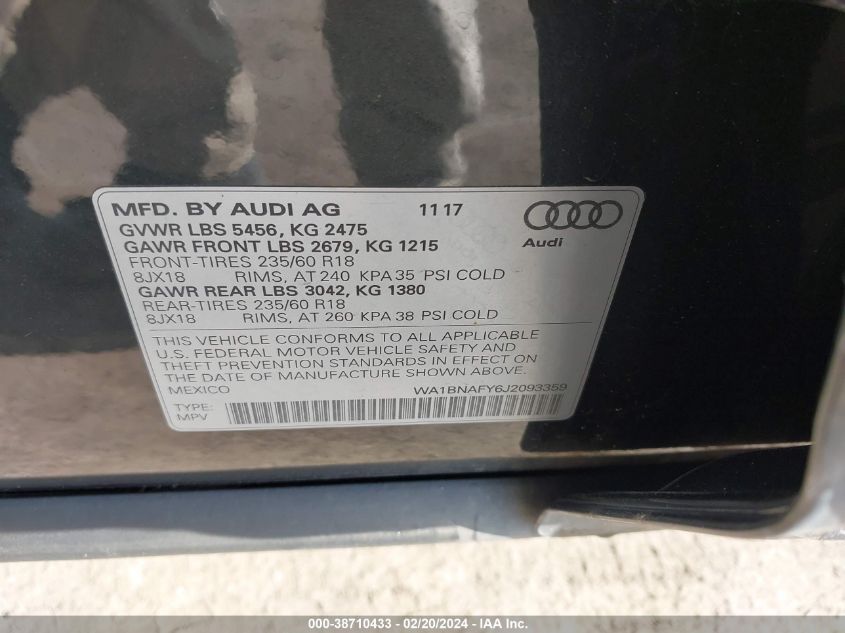 MFD. BY AUDI AG 11 17
GVWR LBS 5456, KG 2475
GAWR FRONT LBS 2679, KG 1215
FRONT-TIRES 235/60 R18
8JX18 RIMS, AT 240 KPA 35 PSI COLD
GAWR REAR LBS 3042, KG 1380
REAR-TIRES 235/60 R18
8JX18 RIMS, AT 260 KPA 38 PSI COLD
Audi
THIS VEHICLE CONFORMS TO ALL APPLICABLE
U.S. FEDERAL MOTOR VEHICLE SAFETY AND
THEFT PREVENTION STANDARDS IN EFFECT ON
THE DATE OF MANUFACTURE SHOWN ABOVE.
MEXICO WA1BNAFY6J2093359
TYPE:
MPV
000-38710433 - 02/20/2024 - IAA Inc.